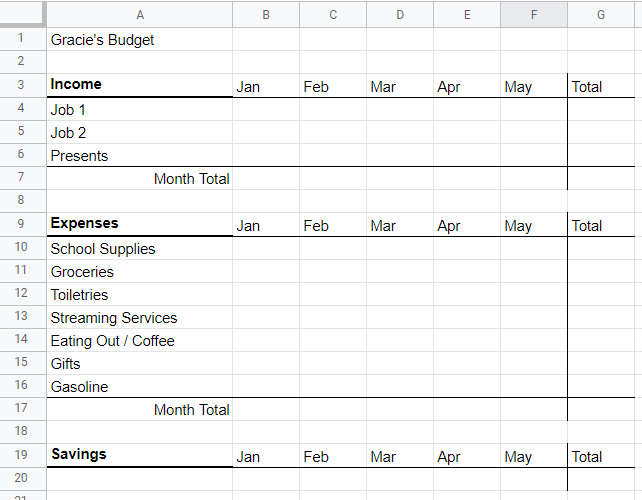 A B C D E F G
1 Gracie's Budget
2
3 Income Jan Feb Mar Apr May Total
4 Job 1
5 Job 2
6 Presents
7 Month Total
8
9 Expenses Jan Feb Mar Apr May Total
10 School Supplies
11 Groceries
12 Toiletries
13 Streaming Services
14 Eating Out / Coffee
15 Gifts
16 Gasoline
17 Month Total
18
19 Savings Jan Feb Mar Apr May Total
20
21